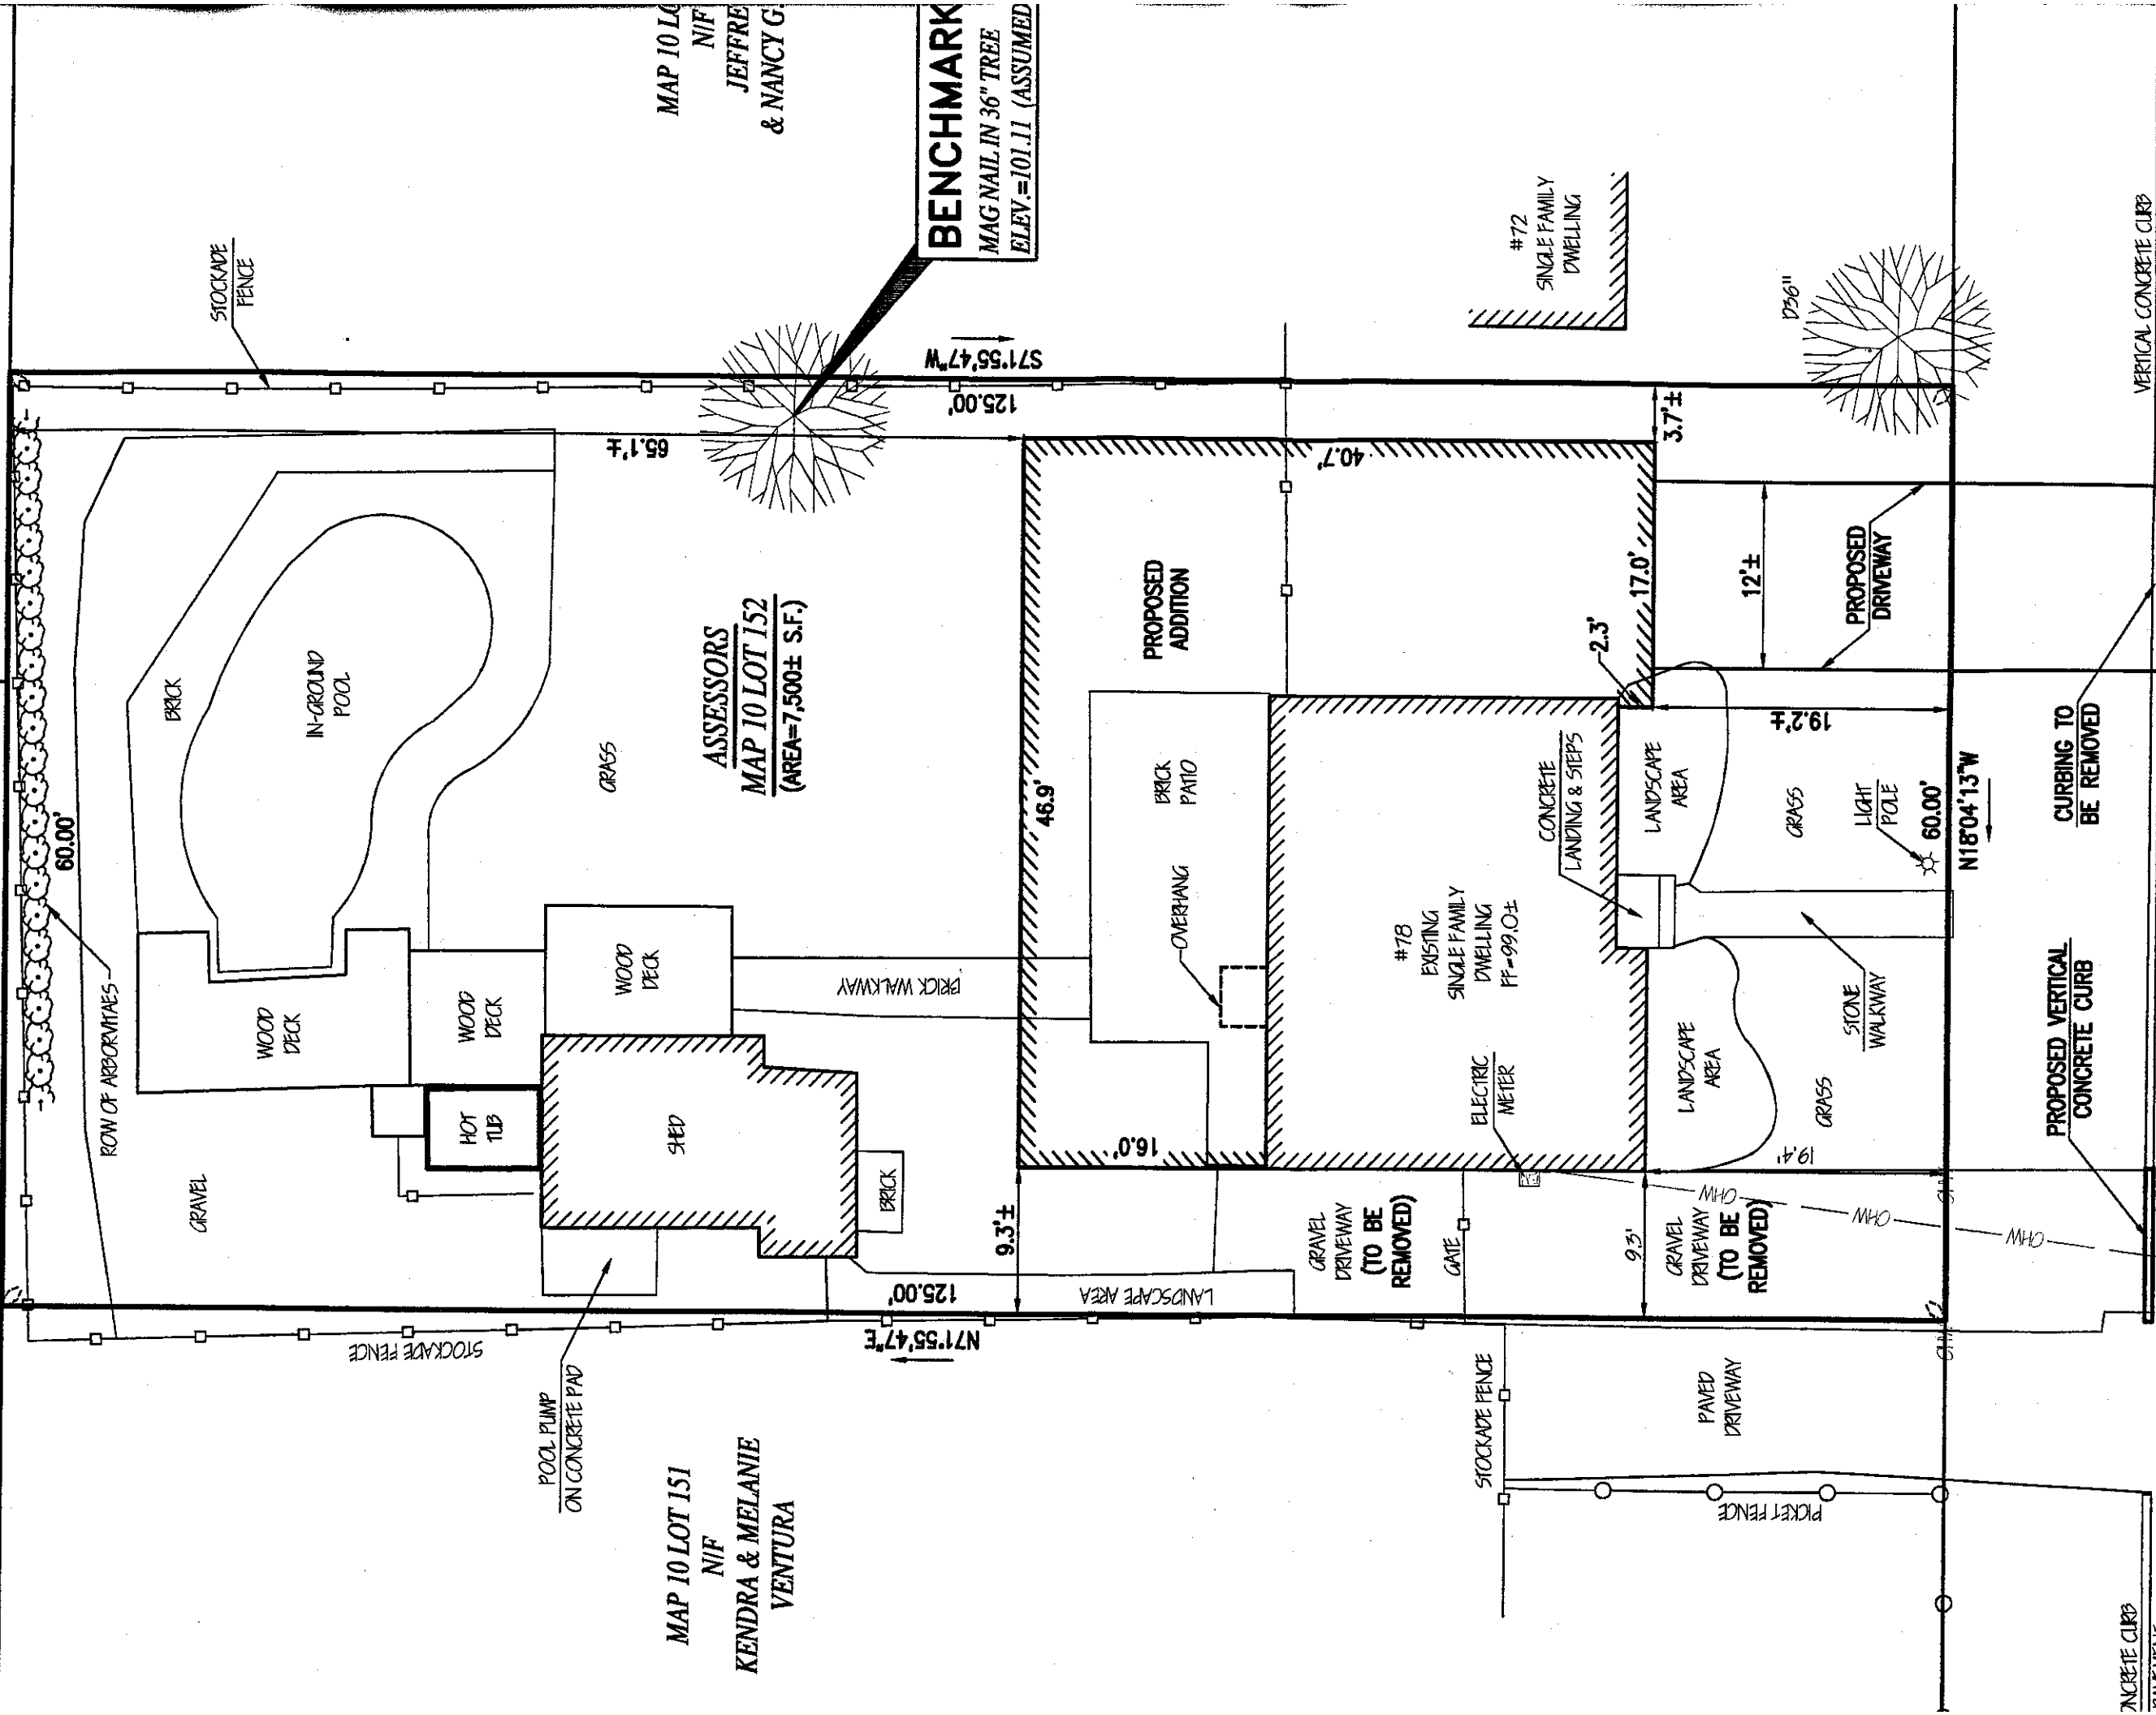 MAP 10
N/F
& NANCY G.
BENCHMARK
MAG NAIL IN 36" TREE
ELEV.=101.11 (ASSUMED
STOCKADE
FENCE
S71°55'47"W
125.00'
65.1'±
60.00'
ROW OF ARBORVITAES
BRICK
IN-GROUND
POOL
GRASS
ASSESSORS
MAP 10 LOT 152
(AREA=7,500± S.F.)
WOOD
DECK
WOOD
DECK
WOOD
DECK
HOT
TUB
SHED
GRAVEL
BRICK
BRICK WALKWAY
POOL PUMP
ON CONCRETE PAD
STOCKADE FENCE
N71°55'47"E
125.00'
LANDSCAPE AREA
MAP 10 LOT 151
N/F
KENDRA & MELANIE
VENTURA
46.9'
40.7'
16.0'
9.3'±
PROPOSED
ADDITION
BRICK
PATIO
OVERHANG
#78
EXISTING
SINGLE FAMILY
DWELLING
FF=99.0±
ELECTRIC
METER
CONCRETE
LANDING & STEPS
2.3'
17.0'
3.7'±
#72
SINGLE FAMILY
DWELLING
D36"
12'±
PROPOSED
DRIVEWAY
19.2'±
LANDSCAPE
AREA
GRASS
LIGHT
POLE
60.00'
N18°04'13"W
STONE
WALKWAY
LANDSCAPE
AREA
GRASS
19.4'
9.3'
GRAVEL
DRIVEWAY
(TO BE
REMOVED)
GATE
GRAVEL
DRIVEWAY
(TO BE
REMOVED)
OHW
OHW
OHW
STOCKADE FENCE
PAVED
DRIVEWAY
PICKET FENCE
CURBING TO
BE REMOVED
PROPOSED VERTICAL
CONCRETE CURB
VERTICAL CONCRETE CURB
CURB